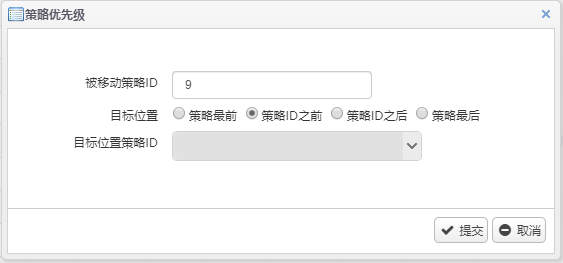 策略优先级
被移动策略ID 9
目标位置 策略最前 策略ID之前 策略ID之后 策略最后
目标位置策略ID
提交 取消